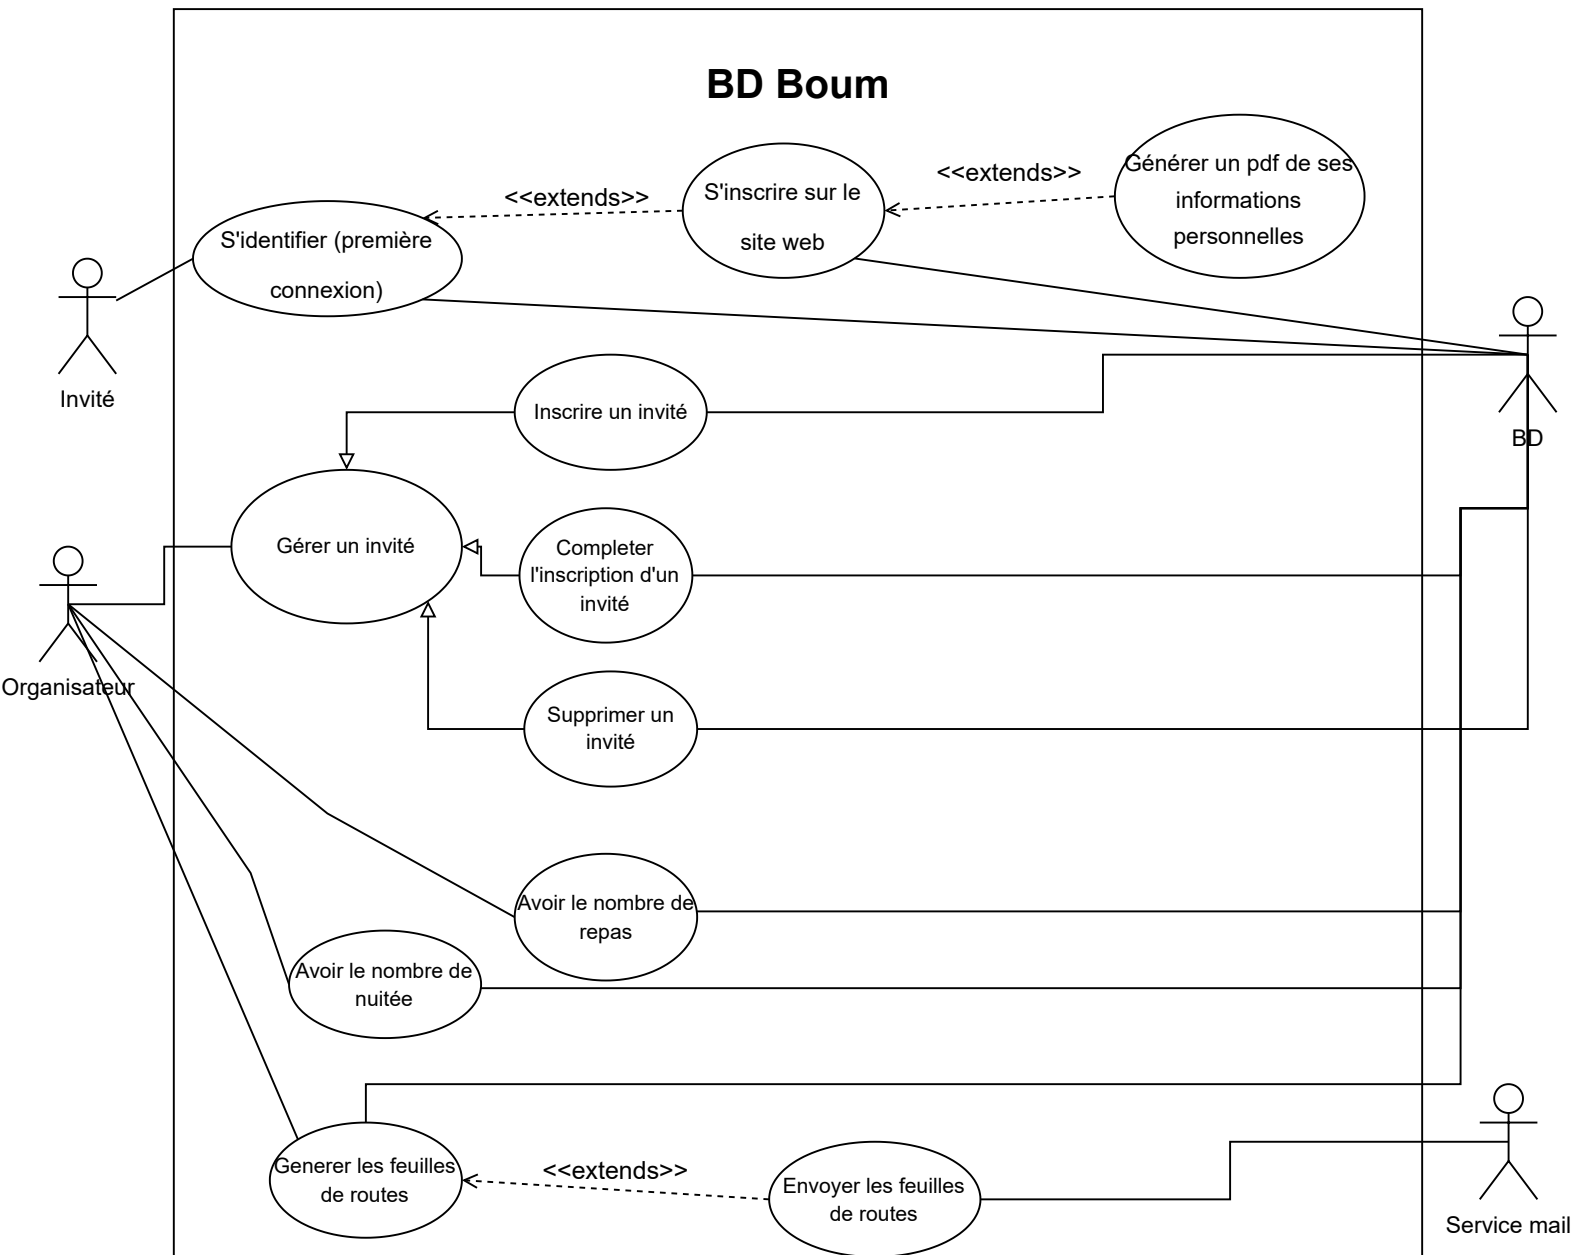 BD Boum
<<extends>>
<<extends>>
S'identifier (première
connexion)
S'inscrire sur le
site web
Générer un pdf de ses
informations
personnelles
Invité
BD
Inscrire un invité
Gérer un invité
Completer
l'inscription d'un
invité
Organisateur
Supprimer un
invité
Avoir le nombre de
repas
Avoir le nombre de
nuitée
Generer les feuilles
de routes
<<extends>>
Envoyer les feuilles
de routes
Service mail